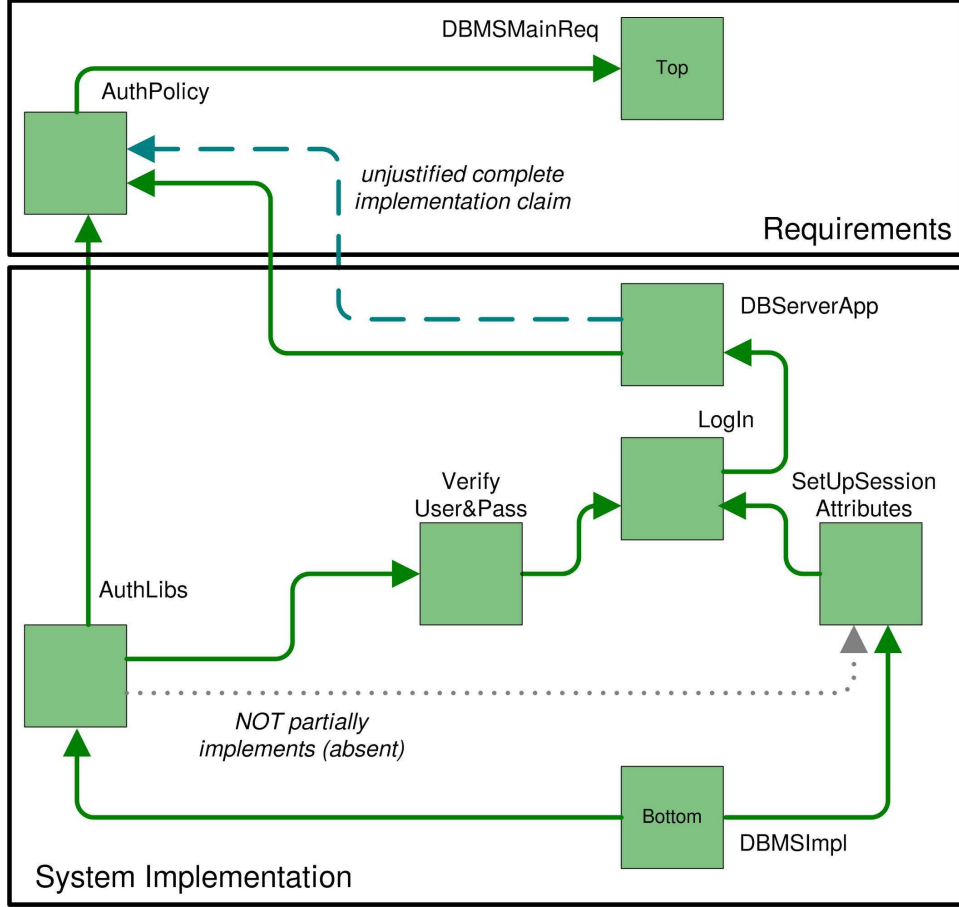 DBMSMainReq
Top
AuthPolicy
unjustified complete
implementation claim
Requirements
DBServerApp
LogIn
Verify
User&Pass
SetUpSession
Attributes
AuthLibs
NOT partially
implements (absent)
Bottom
DBMSImpl
System Implementation